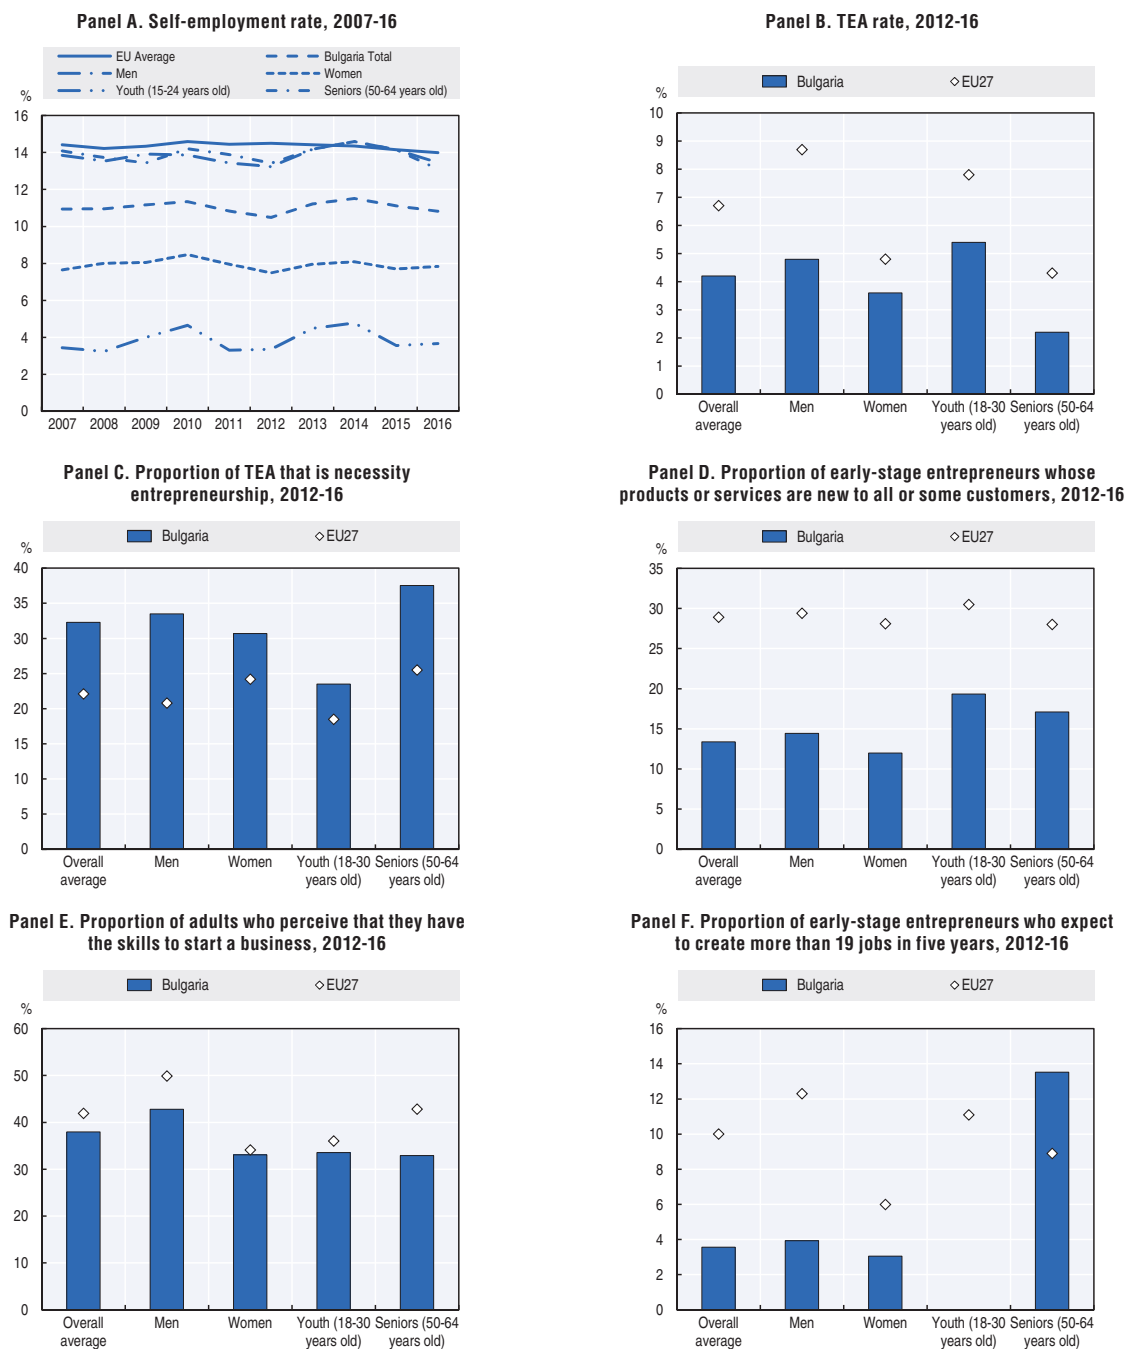 Panel A. Self-employment rate, 2007-16
EU Average
Bulgaria Total
Men
Women
Youth (15-24 years old)
Seniors (50-64 years old)
%
16
14
12
10
8
6
4
2
0
2007 2008 2009 2010 2011 2012 2013 2014 2015 2016
Panel B. TEA rate, 2012-16
Bulgaria
EU27
%
10
9
8
7
6
5
4
3
2
1
0
Overall average
Men
Women
Youth (18-30 years old)
Seniors (50-64 years old)
Panel C. Proportion of TEA that is necessity
entrepreneurship, 2012-16
Bulgaria
EU27
%
40
35
30
25
20
15
10
5
0
Overall average
Men
Women
Youth (18-30 years old)
Seniors (50-64 years old)
Panel D. Proportion of early-stage entrepreneurs whose
products or services are new to all or some customers, 2012-16
Bulgaria
EU27
%
35
30
25
20
15
10
5
0
Overall average
Men
Women
Youth (18-30 years old)
Seniors (50-64 years old)
Panel E. Proportion of adults who perceive that they have
the skills to start a business, 2012-16
Bulgaria
EU27
%
60
50
40
30
20
10
0
Overall average
Men
Women
Youth (18-30 years old)
Seniors (50-64 years old)
Panel F. Proportion of early-stage entrepreneurs who expect
to create more than 19 jobs in five years, 2012-16
Bulgaria
EU27
%
16
14
12
10
8
6
4
2
0
Overall average
Men
Women
Youth (18-30 years old)
Seniors (50-64 years old)